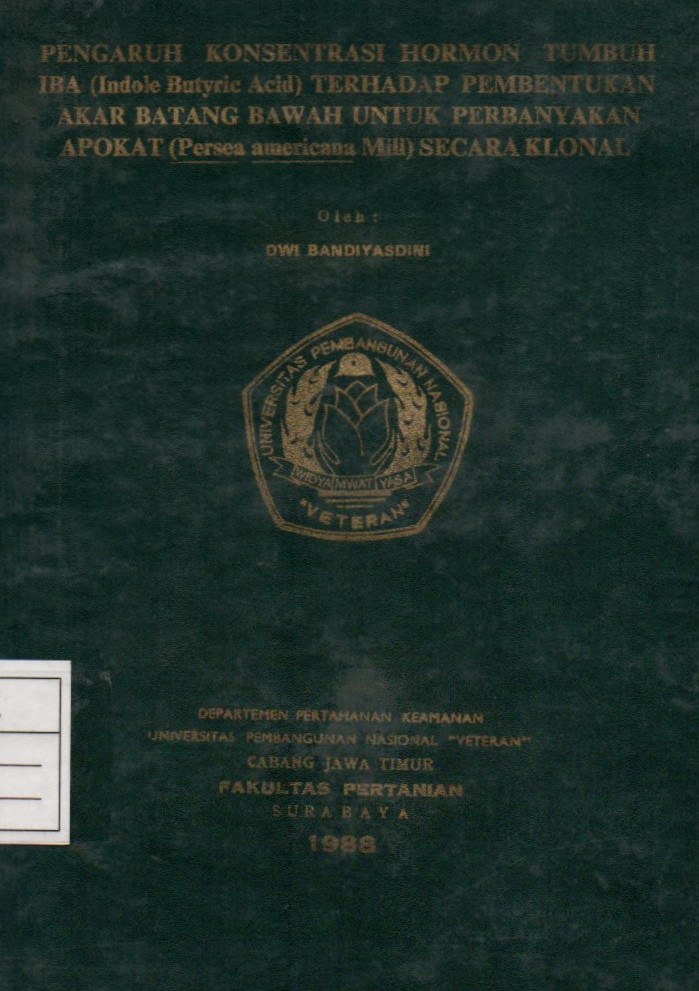 PENGARUH KONSENTRASI HORMON TUMBUH
IBA (Indole Butyric Acid) TERHADAP PEMBENTUKAN
AKAR BATANG BAWAH UNTUK PERBANYAKAN
APOKAT (Persea americana Mill) SECARA KLONAL
Oleh :
DWI BANDIYASDINI
UNIVERSITAS PEMBANGUNAN NASIONAL
WIDYA MWAT YASA
"VETERAN"
DEPARTEMEN PERTAHANAN KEAMANAN
UNIVERSITAS PEMBANGUNAN NASIONAL "VETERAN"
CABANG JAWA TIMUR
FAKULTAS PERTANIAN
SURABAYA
1988